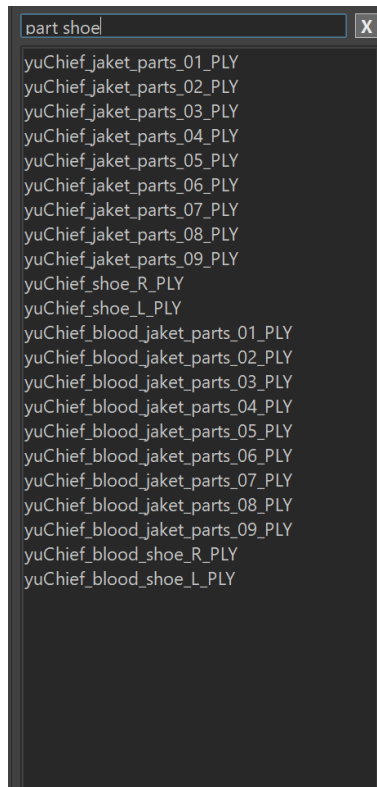 part shoe
X
yuChief_jaket_parts_01_PLY
yuChief_jaket_parts_02_PLY
yuChief_jaket_parts_03_PLY
yuChief_jaket_parts_04_PLY
yuChief_jaket_parts_05_PLY
yuChief_jaket_parts_06_PLY
yuChief_jaket_parts_07_PLY
yuChief_jaket_parts_08_PLY
yuChief_jaket_parts_09_PLY
yuChief_shoe_R_PLY
yuChief_shoe_L_PLY
yuChief_blood_jaket_parts_01_PLY
yuChief_blood_jaket_parts_02_PLY
yuChief_blood_jaket_parts_03_PLY
yuChief_blood_jaket_parts_04_PLY
yuChief_blood_jaket_parts_05_PLY
yuChief_blood_jaket_parts_06_PLY
yuChief_blood_jaket_parts_07_PLY
yuChief_blood_jaket_parts_08_PLY
yuChief_blood_jaket_parts_09_PLY
yuChief_blood_shoe_R_PLY
yuChief_blood_shoe_L_PLY